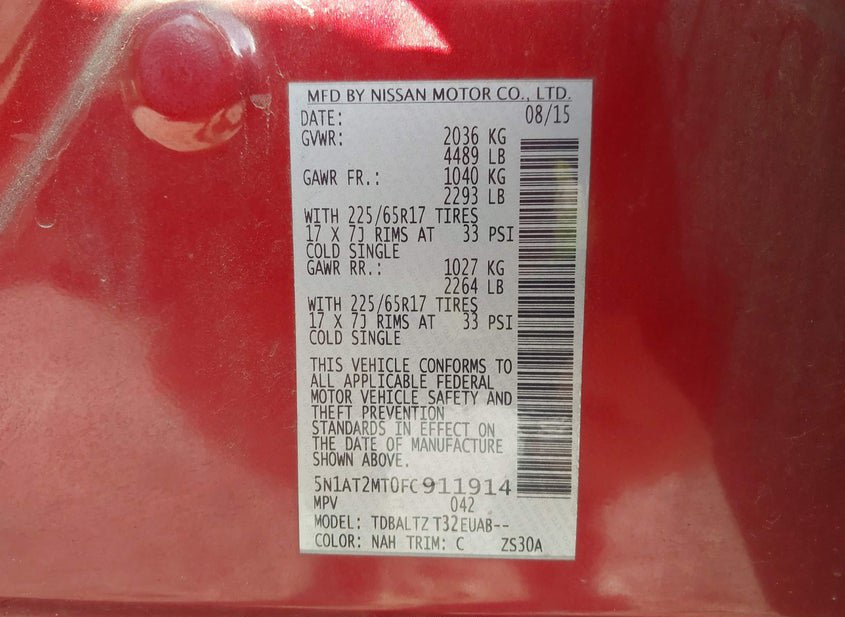 MFD BY NISSAN MOTOR CO., LTD.
DATE: 08/15
GVWR: 2036 KG
4489 LB
GAWR FR.: 1040 KG
2293 LB
WITH 225/65R17 TIRES
17 X 7J RIMS AT 33 PSI
COLD SINGLE
GAWR RR.: 1027 KG
2264 LB
WITH 225/65R17 TIRES
17 X 7J RIMS AT 33 PSI
COLD SINGLE
THIS VEHICLE CONFORMS TO
ALL APPLICABLE FEDERAL
MOTOR VEHICLE SAFETY AND
THEFT PREVENTION
STANDARDS IN EFFECT ON
THE DATE OF MANUFACTURE
SHOWN ABOVE.
5N1AT2MT0FC911914
MPV 042
MODEL: TDBALTZ T32EUAB--
COLOR: NAH TRIM: C ZS30A